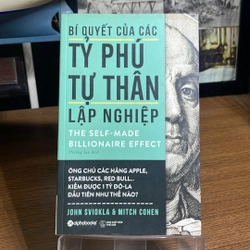 BÍ QUYẾT CỦA CÁC
TỶ PHÚ
TỰ THÂN
LẬP NGHIỆP
THE SELF-MADE
BILLIONAIRE EFFECT
ÔNG CHỦ CÁC HÃNG APPLE,
STARBUCKS, RED BULL...
KIẾM ĐƯỢC 1 TỶ ĐÔ-LA
ĐẦU TIÊN NHƯ THẾ NÀO?
JOHN SVIOKLA & MITCH COHEN
alphabooks